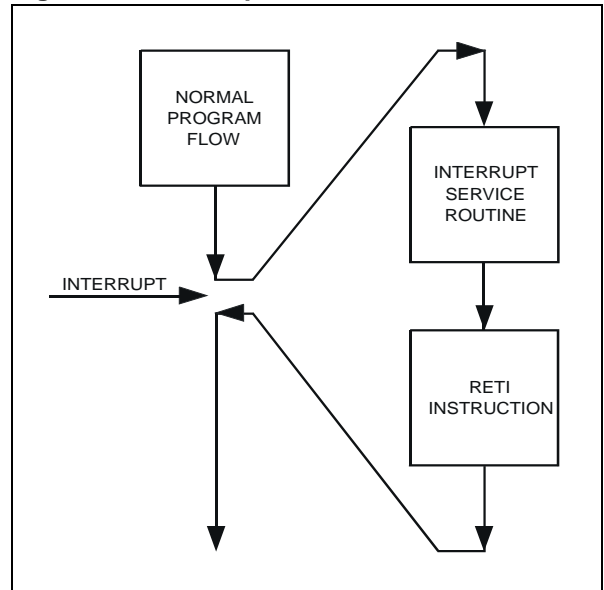 NORMAL
PROGRAM
FLOW
INTERRUPT
SERVICE
ROUTINE
INTERRUPT
RETI
INSTRUCTION